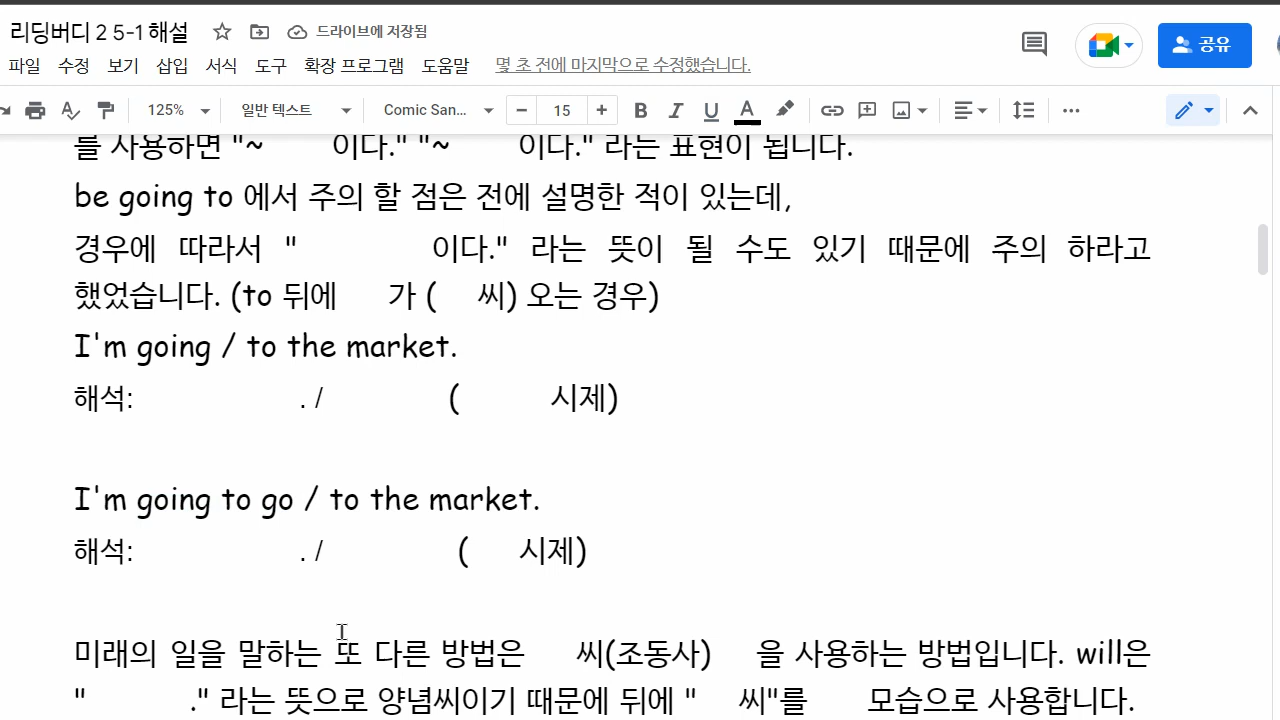 리딩버디 2 5-1 해설 드라이브에 저장됨
공유
파일 수정 보기 삽입 서식 도구 확장 프로그램 도움말 몇 초 전에 마지막으로 수정했습니다.
125% 일반 텍스트 Comic San... 15 B I U A
를 사용하면 "~ 이다." "~ 이다." 라는 표현이 됩니다.
be going to 에서 주의 할 점은 전에 설명한 적이 있는데,
경우에 따라서 " 이다." 라는 뜻이 될 수도 있기 때문에 주의 하라고
했었습니다. (to 뒤에 가 ( 씨) 오는 경우)
I'm going / to the market.
해석: . / ( 시제)
I'm going to go / to the market.
해석: . / ( 시제)
미래의 일을 말하는 또 다른 방법은 씨(조동사) 을 사용하는 방법입니다. will은
" ." 라는 뜻으로 양념씨이기 때문에 뒤에 " 씨"를 모습으로 사용합니다.